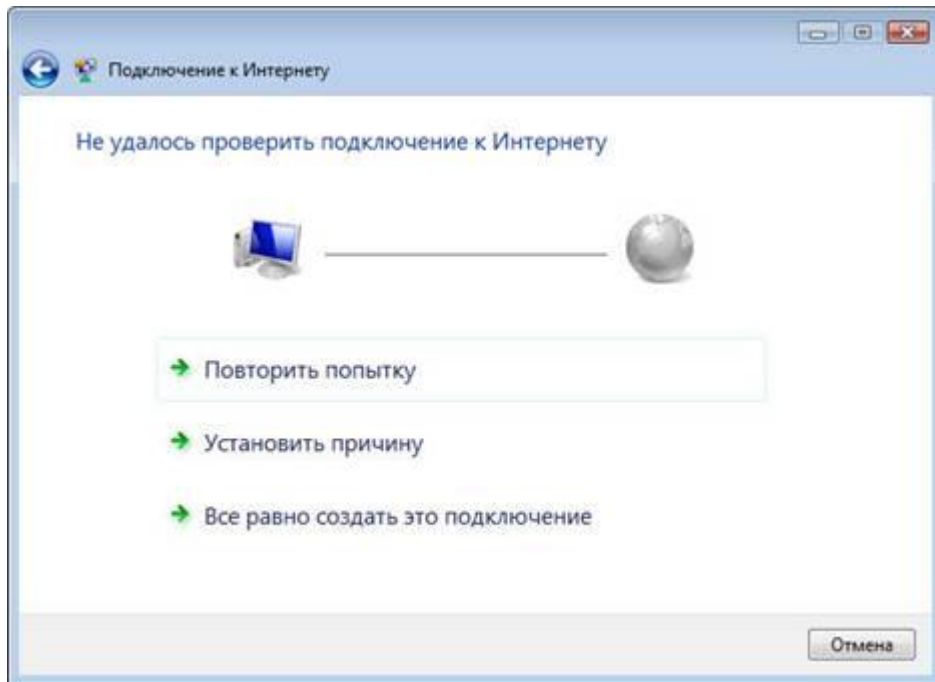 Подключение к Интернету
Не удалось проверить подключение к Интернету
Повторить попытку
Установить причину
Все равно создать это подключение
Отмена